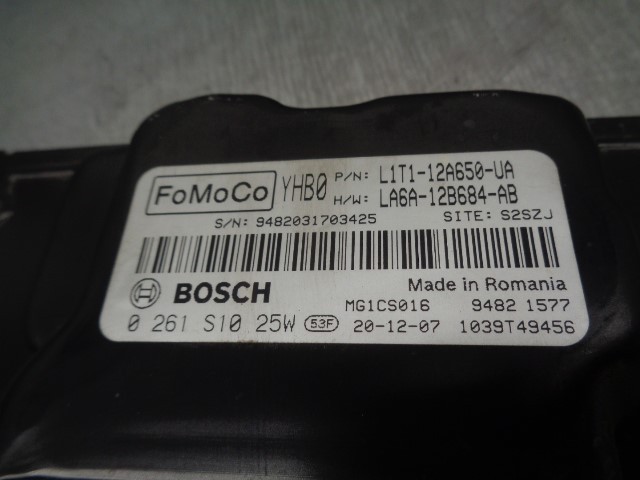 FoMoCo YHB0 P/N: L1T1-12A650-UA
H/W: LA6A-12B684-AB
S/N: 9482031703425 SITE: S2SZJ
BOSCH Made in Romania
MG1CS016 9482 1577
0 261 S10 25W 53F 20-12-07 1039T49456